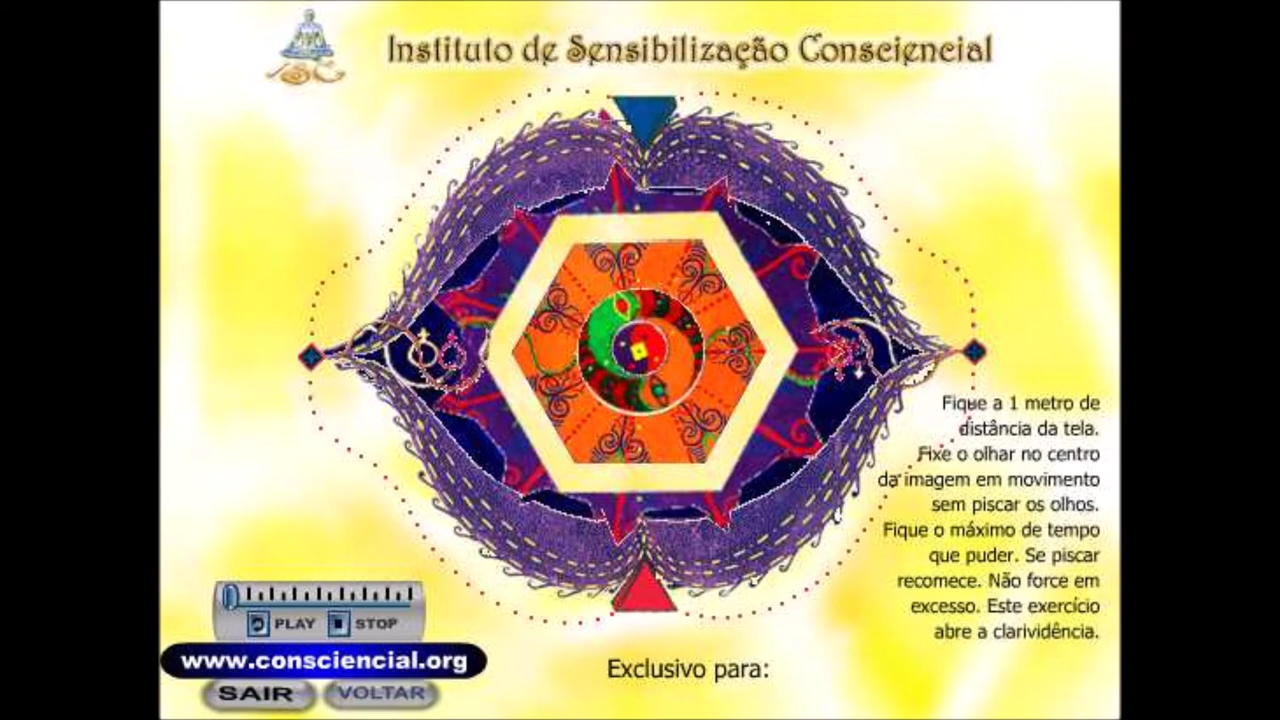 Instituto de Sensibilização Consciencial
ISC
Fique a 1 metro de
distância da tela.
Fixe o olhar no centro
da imagem em movimento
sem piscar os olhos.
Fique o máximo de tempo
que puder. Se piscar
recomece. Não force em
excesso. Este exercício
abre a clarividência.
PLAY STOP
www.consciencial.org
SAIR VOLTAR
Exclusivo para: